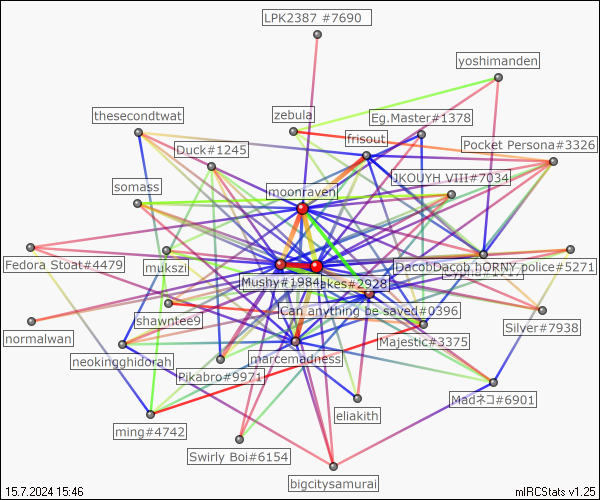 LPK2387 #7690
yoshimanden
thesecondtwat
zebula
Eg.Master#1378
frisout
Duck#1245
Pocket Persona#3326
JKOUYH VIII#7034
somass
moonraven
Fedora Stoat#4479
mukszi
Mushy#1984
akes#2928
DacobDacob
hORNY police#5271
shawntee9
Can anything be saved#0396
Silver#7938
normalwan
neokingghidorah
marcemadness
Majestic#3375
Pikabro#9971
Madネコ#6901
eliakith
ming#4742
Swirly Boi#6154
bigcitysamurai
15.7.2024 15:46
mIRCStats v1.25